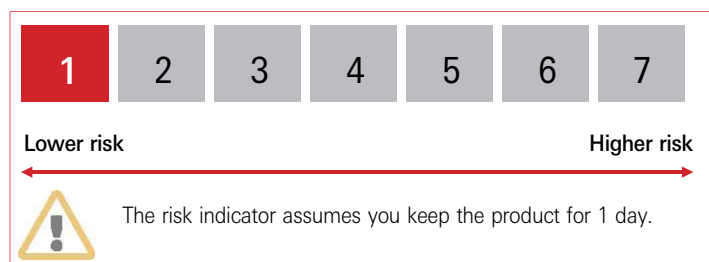 1 2 3 4 5 6 7
Lower risk Higher risk
The risk indicator assumes you keep the product for 1 day.